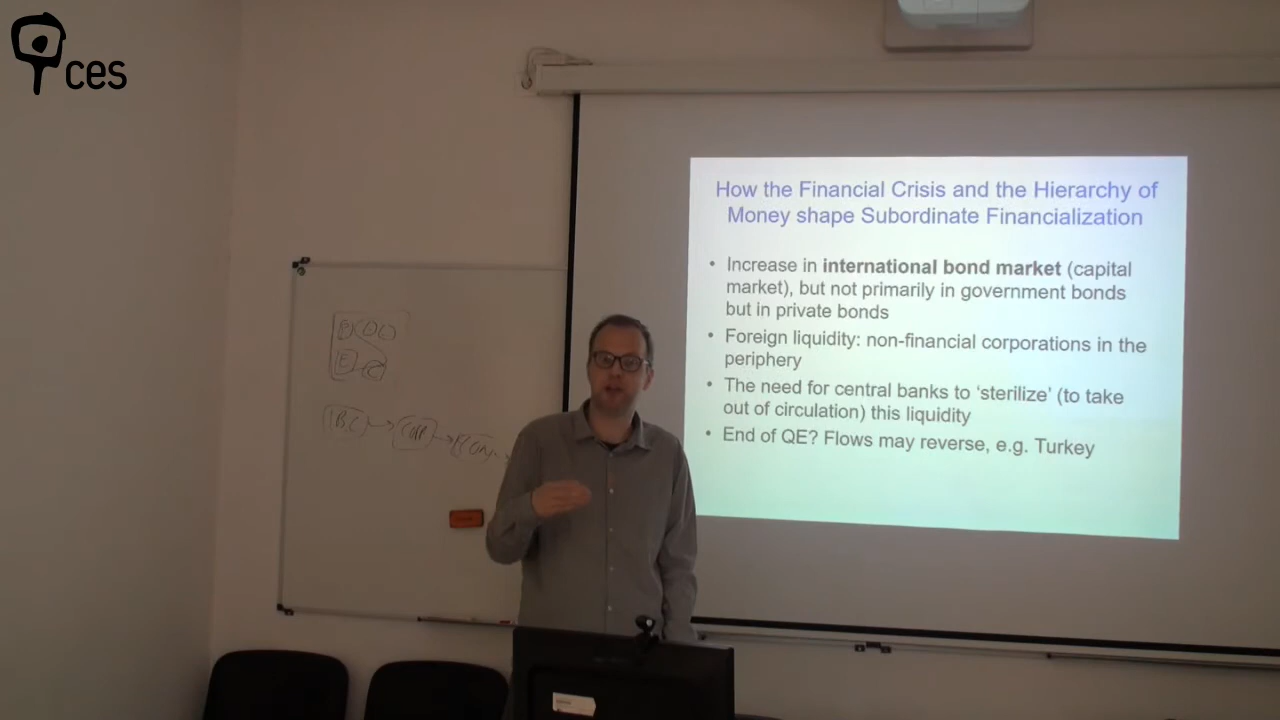 ces
How the Financial Crisis and the Hierarchy of
Money shape Subordinate Financialization
• Increase in international bond market (capital
market), but not primarily in government bonds
but in private bonds
• Foreign liquidity: non-financial corporations in the
periphery
• The need for central banks to ‘sterilize’ (to take
out of circulation) this liquidity
• End of QE? Flows may reverse, e.g. Turkey